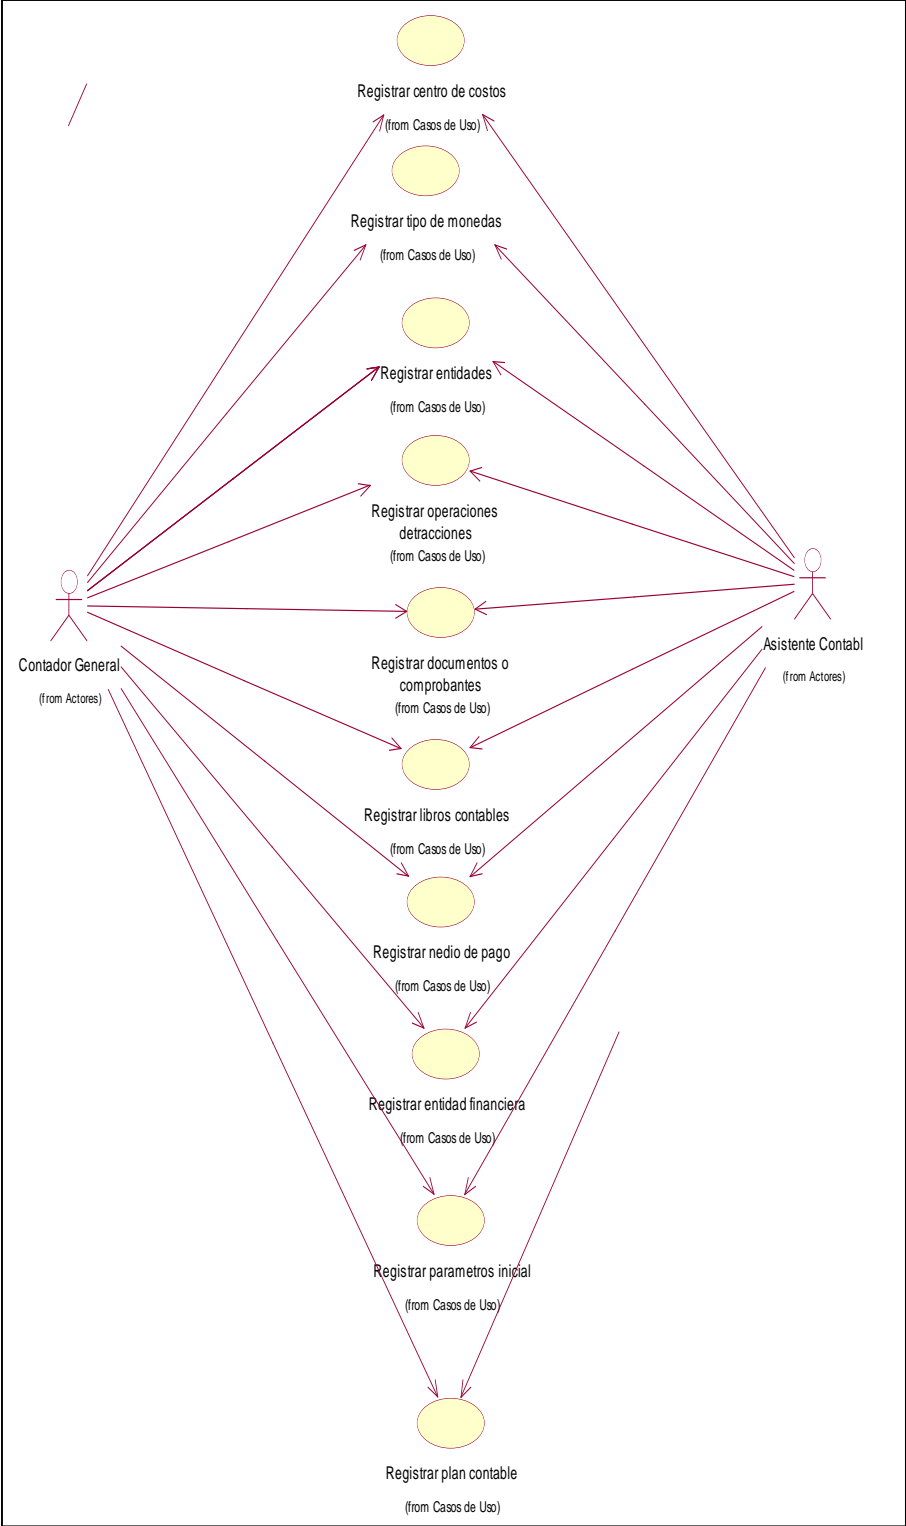 Registrar centro de costos
(from Casos de Uso)
Registrar tipo de monedas
(from Casos de Uso)
Registrar entidades
(from Casos de Uso)
Registrar operaciones
detracciones
(from Casos de Uso)
Contador General
(from Actores)
Asistente Contabl
(from Actores)
Registrar documentos o
comprobantes
(from Casos de Uso)
Registrar libros contables
(from Casos de Uso)
Registrar nedio de pago
(from Casos de Uso)
Registrar entidad financiera
(from Casos de Uso)
Registrar parametros inicial
(from Casos de Uso)
Registrar plan contable
(from Casos de Uso)